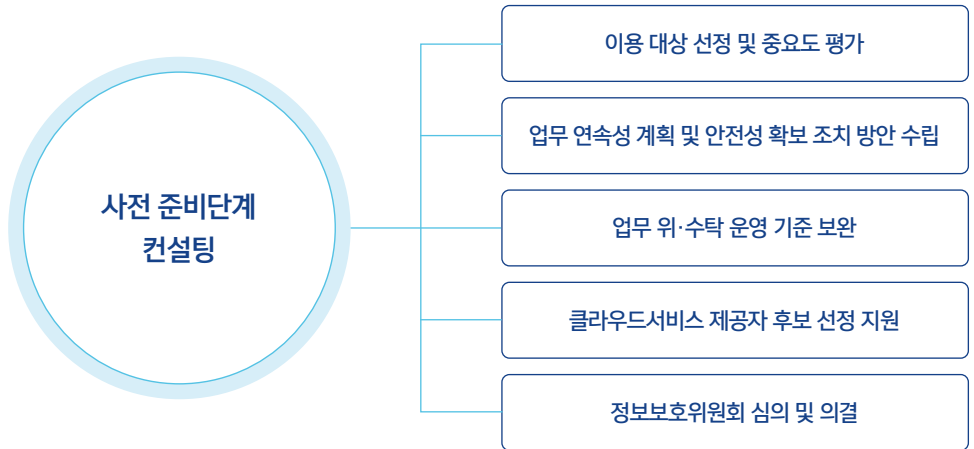 사전 준비단계
컨설팅
이용 대상 선정 및 중요도 평가
업무 연속성 계획 및 안전성 확보 조치 방안 수립
업무 위·수탁 운영 기준 보완
클라우드서비스 제공자 후보 선정 지원
정보보호위원회 심의 및 의결